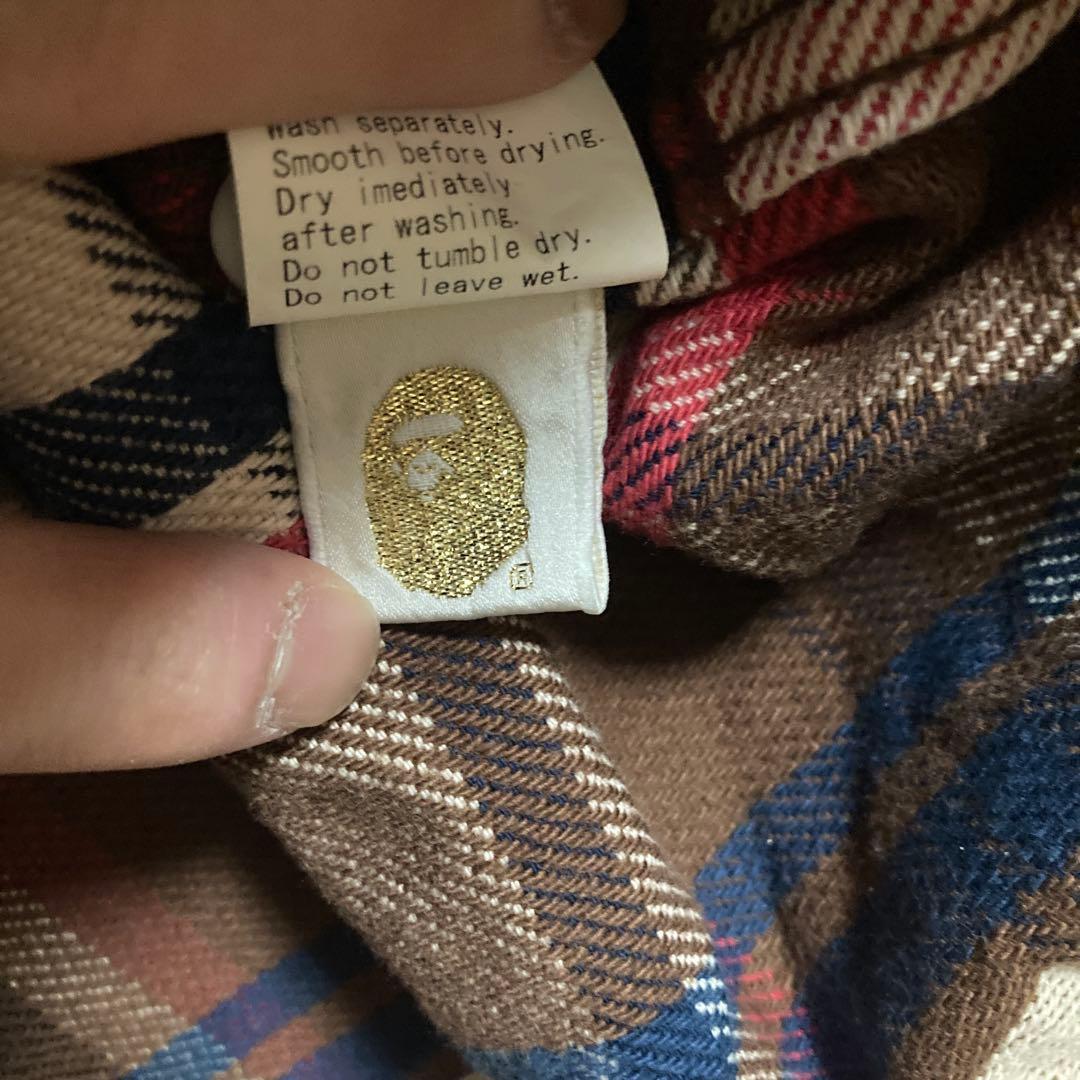 Wash separately.
Smooth before drying.
Dry imediately
after washing.
Do not tumble dry.
Do not leave wet.
®